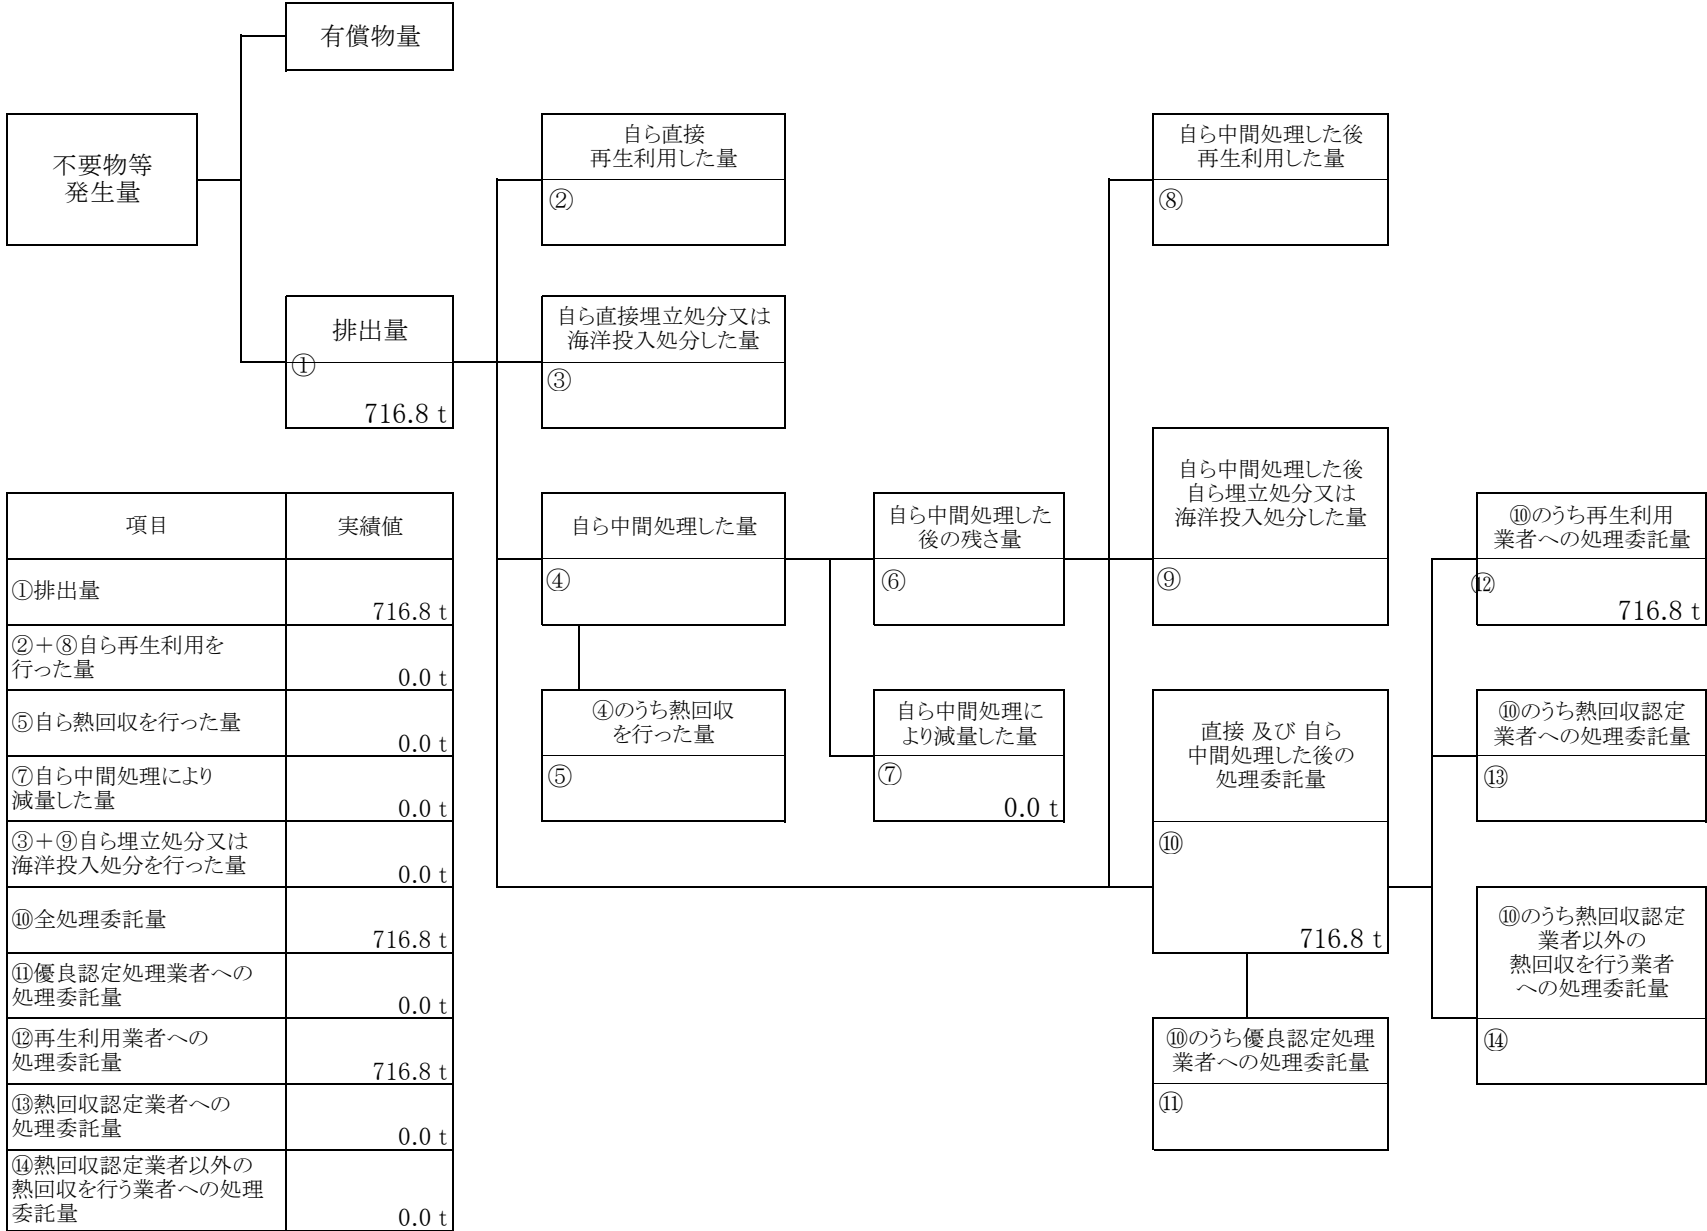 有償物量
不要物等
発生量
自ら直接
再生利用した量
②
自ら中間処理した後
再生利用した量
⑧
排出量
①
716.8 t
自ら直接埋立処分又は
海洋投入処分した量
③
自ら中間処理した量
④
自ら中間処理した
後の残さ量
⑥
自ら中間処理した後
自ら埋立処分又は
海洋投入処分した量
⑨
⑩のうち再生利用
業者への処理委託量
⑫
716.8 t
④のうち熱回収
を行った量
⑤
自ら中間処理に
より減量した量
⑦
0.0 t
直接 及び 自ら
中間処理した後の
処理委託量
⑩
716.8 t
⑩のうち熱回収認定
業者への処理委託量
⑬
⑩のうち熱回収認定
業者以外の
熱回収を行う業者
への処理委託量
⑭
⑩のうち優良認定処理
業者への処理委託量
⑪
項目
実績値
①排出量
716.8 t
②+⑧自ら再生利用を
行った量
0.0 t
⑤自ら熱回収を行った量
0.0 t
⑦自ら中間処理により
減量した量
0.0 t
③+⑨自ら埋立処分又は
海洋投入処分を行った量
0.0 t
⑩全処理委託量
716.8 t
⑪優良認定処理業者への
処理委託量
0.0 t
⑫再生利用業者への
処理委託量
716.8 t
⑬熱回収認定業者への
処理委託量
0.0 t
⑭熱回収認定業者以外の
熱回収を行う業者への処理
委託量
0.0 t